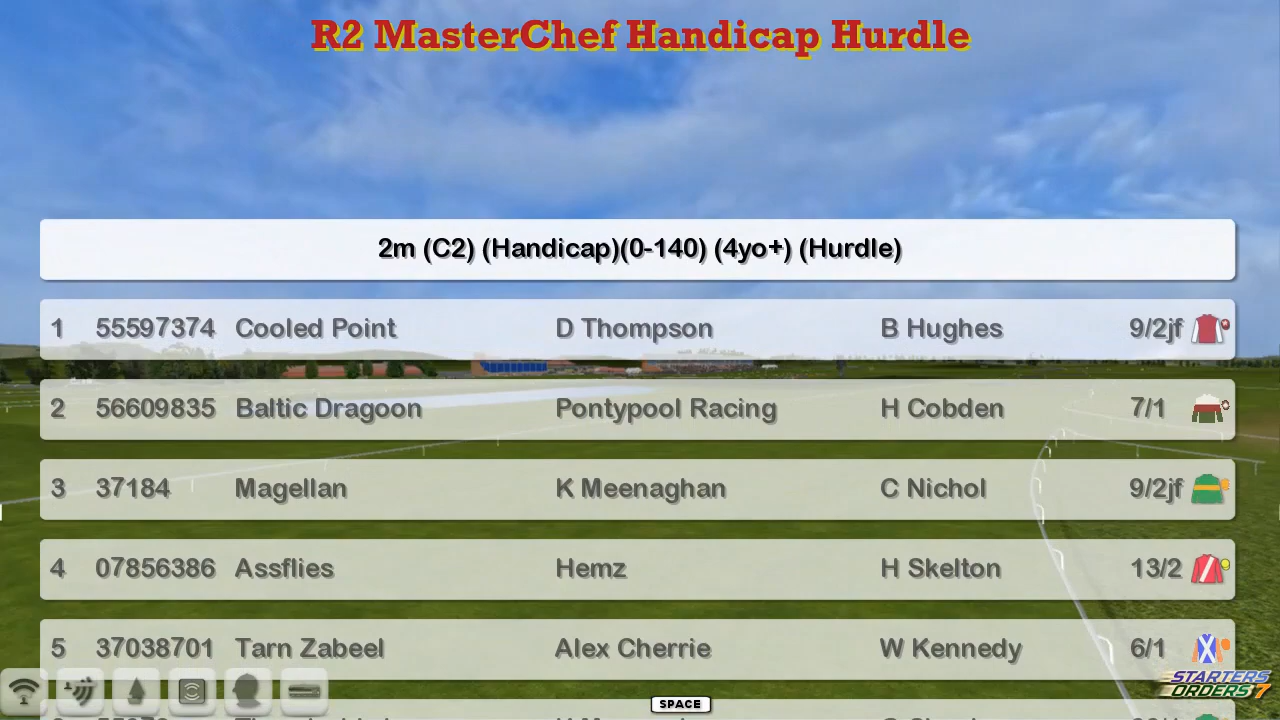 R2 MasterChef Handicap Hurdle
2m (C2) (Handicap)(0-140) (4yo+) (Hurdle)
1 55597374 Cooled Point D Thompson B Hughes 9/2jf
2 56609835 Baltic Dragoon Pontypool Racing H Cobden 7/1
3 37184 Magellan K Meenaghan C Nichol 9/2jf
4 07856386 Assflies Hemz H Skelton 13/2
5 37038701 Tarn Zabeel Alex Cherrie W Kennedy 6/1
SPACE
STARTERS
ORDERS 7